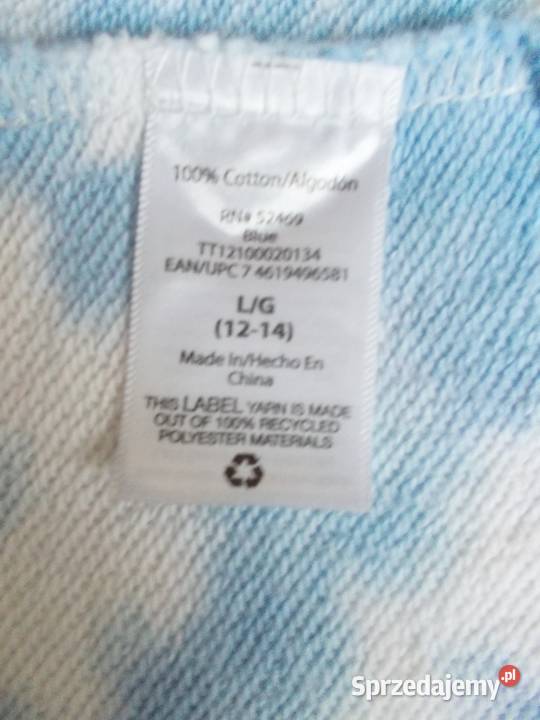 100% Cotton/Algodón
RN# 52469
Blue
TT12100020134
EAN/UPC 7 4619496581
L/G
(12-14)
Made In/Hecho En
China
THIS LABEL YARN IS MADE
OUT OF 100% RECYCLED
POLYESTER MATERIALS
Sprzedajemy.pl